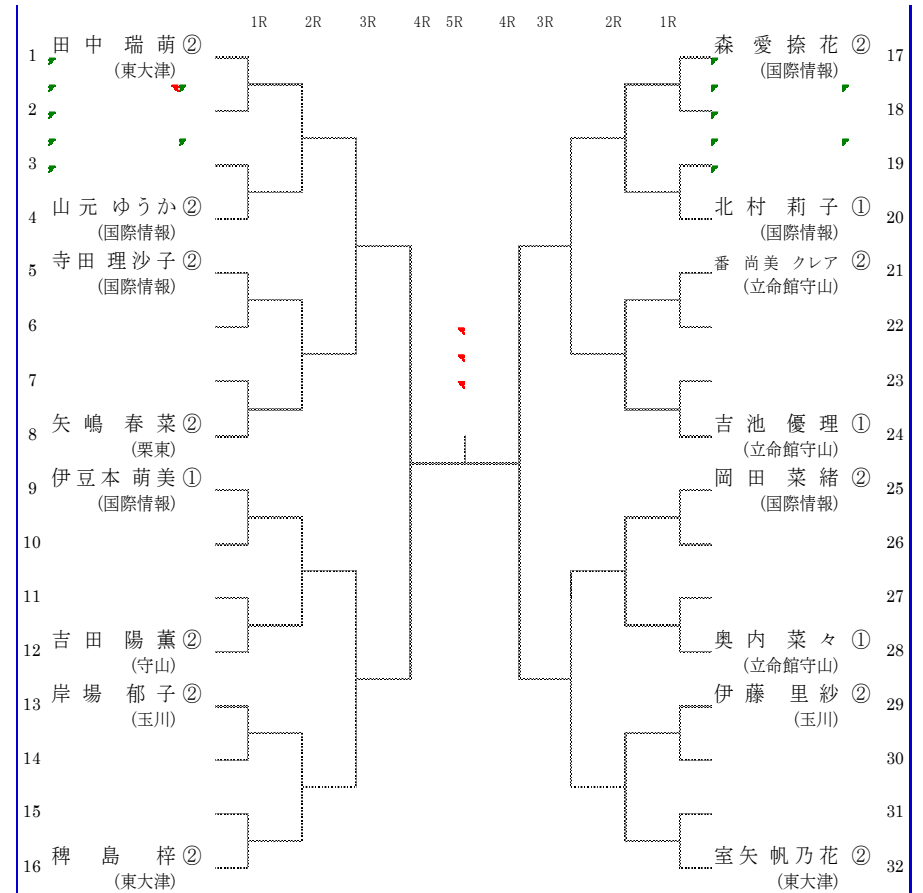 1R 2R 3R 4R 5R 4R 3R 2R 1R
1 田中 瑞萌 ②
(東大津)
2
3
4 山元 ゆうか ②
(国際情報)
5 寺田 理沙子 ②
(国際情報)
6
7
8 矢嶋 春菜 ②
(栗東)
9 伊豆本 萌美 ①
(国際情報)
10
11
12 吉田 陽薫 ②
(守山)
13 岸場 郁子 ②
(玉川)
14
15
16 稗島 梓 ②
(東大津)
森 愛捺花 ② 17
(国際情報)
18
19
北村 莉子 ① 20
(国際情報)
番 尚美 クレア ② 21
(立命館守山)
22
23
吉池 優理 ① 24
(立命館守山)
岡田 菜緒 ② 25
(国際情報)
26
27
奥内 菜々 ① 28
(立命館守山)
伊藤 里紗 ② 29
(玉川)
30
31
室矢 帆乃花 ② 32
(東大津)